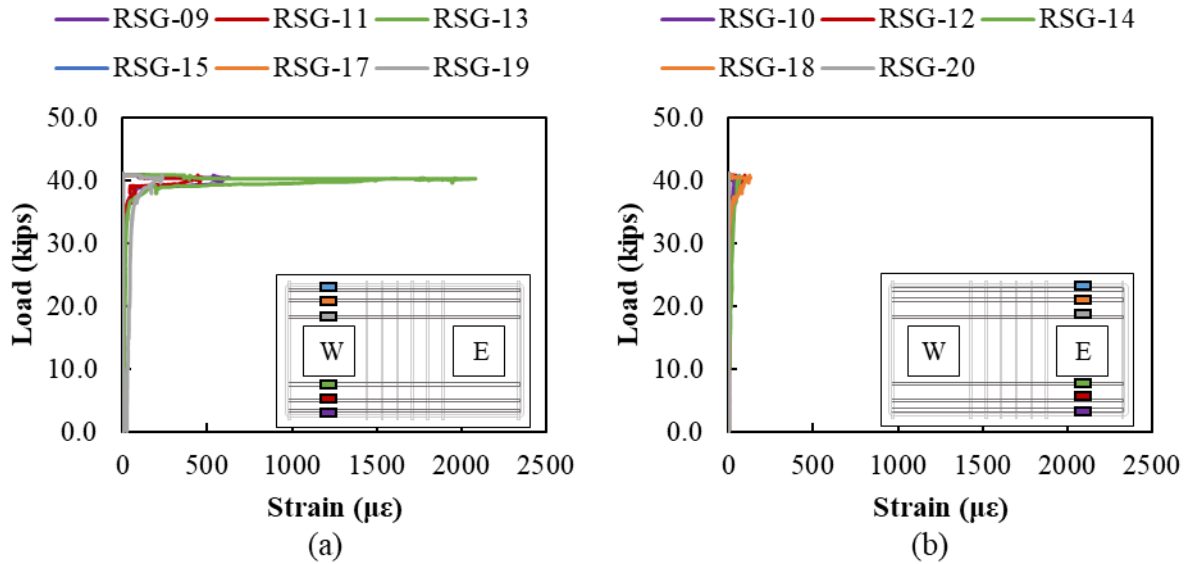 RSG-09 RSG-11 RSG-13
RSG-15 RSG-17 RSG-19
50.0
40.0
30.0
20.0
10.0
0.0
Load (kips)
W E
0 500 1000 1500 2000 2500
Strain (με)
(a)
RSG-10 RSG-12 RSG-14
RSG-18 RSG-20
50.0
40.0
30.0
20.0
10.0
0.0
Load (kips)
W E
0 500 1000 1500 2000 2500
Strain (με)
(b)